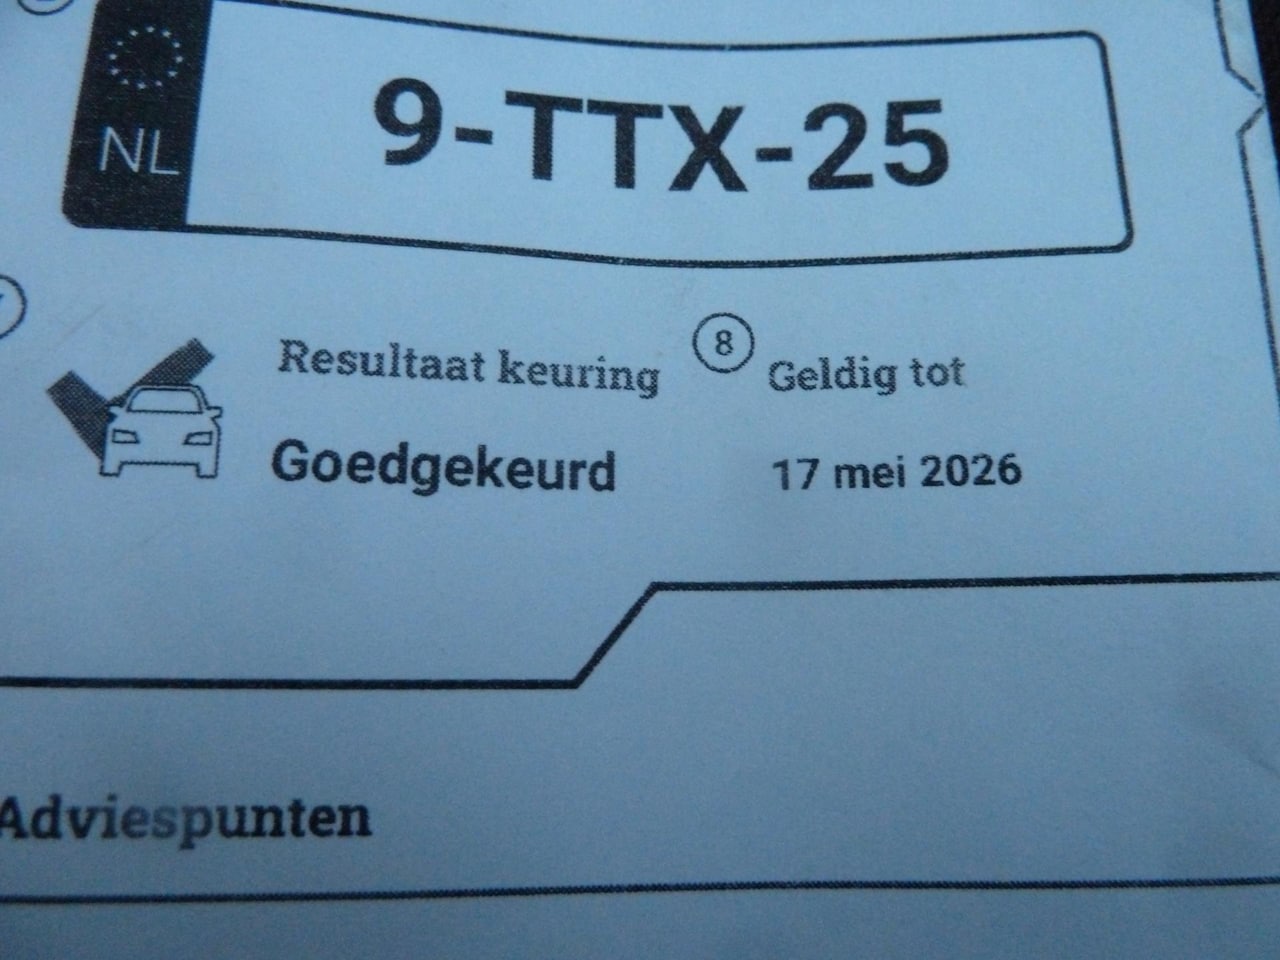 NL
9-TTX-25
Resultaat keuring
8
Geldig tot
Goedgekeurd
17 mei 2026
Adviespunten